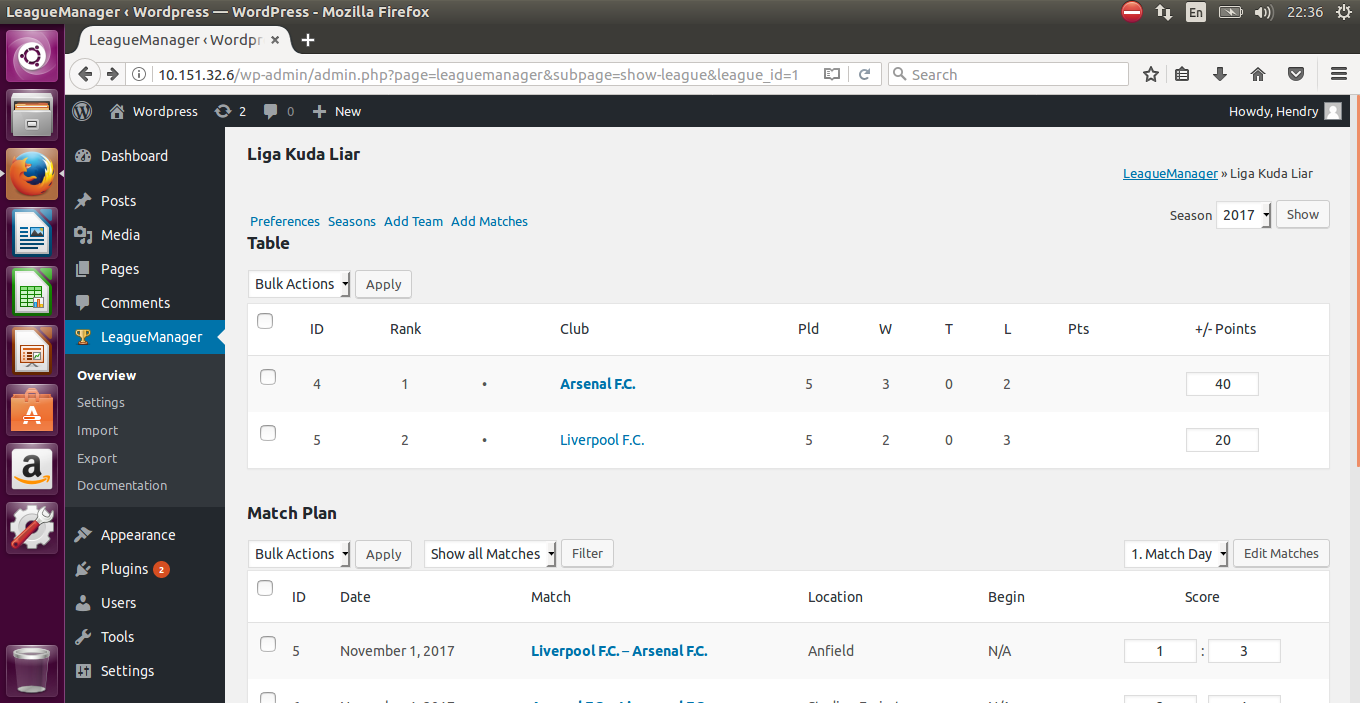 LeagueManager ‹ Wordpress — WordPress - Mozilla Firefox
En
22:36
LeagueManager ‹ Wordpr
10.151.32.6/wp-admin/admin.php?page=leaguemanager&subpage=show-league&league_id=1
Search
Wordpress 2 0 New
Howdy, Hendry
Dashboard
Posts
Media
Pages
Comments
LeagueManager
Overview
Settings
Import
Export
Documentation
Appearance
Plugins 2
Users
Tools
Settings
Liga Kuda Liar
LeagueManager » Liga Kuda Liar
Preferences Seasons Add Team Add Matches
Season 2017 Show
Table
Bulk Actions Apply
ID Rank Club Pld W T L Pts +/- Points
4 1 • Arsenal F.C. 5 3 0 2 40
5 2 • Liverpool F.C. 5 2 0 3 20
Match Plan
Bulk Actions Apply Show all Matches Filter 1. Match Day Edit Matches
ID Date Match Location Begin Score
5 November 1, 2017 Liverpool F.C. – Arsenal F.C. Anfield N/A 1 : 3